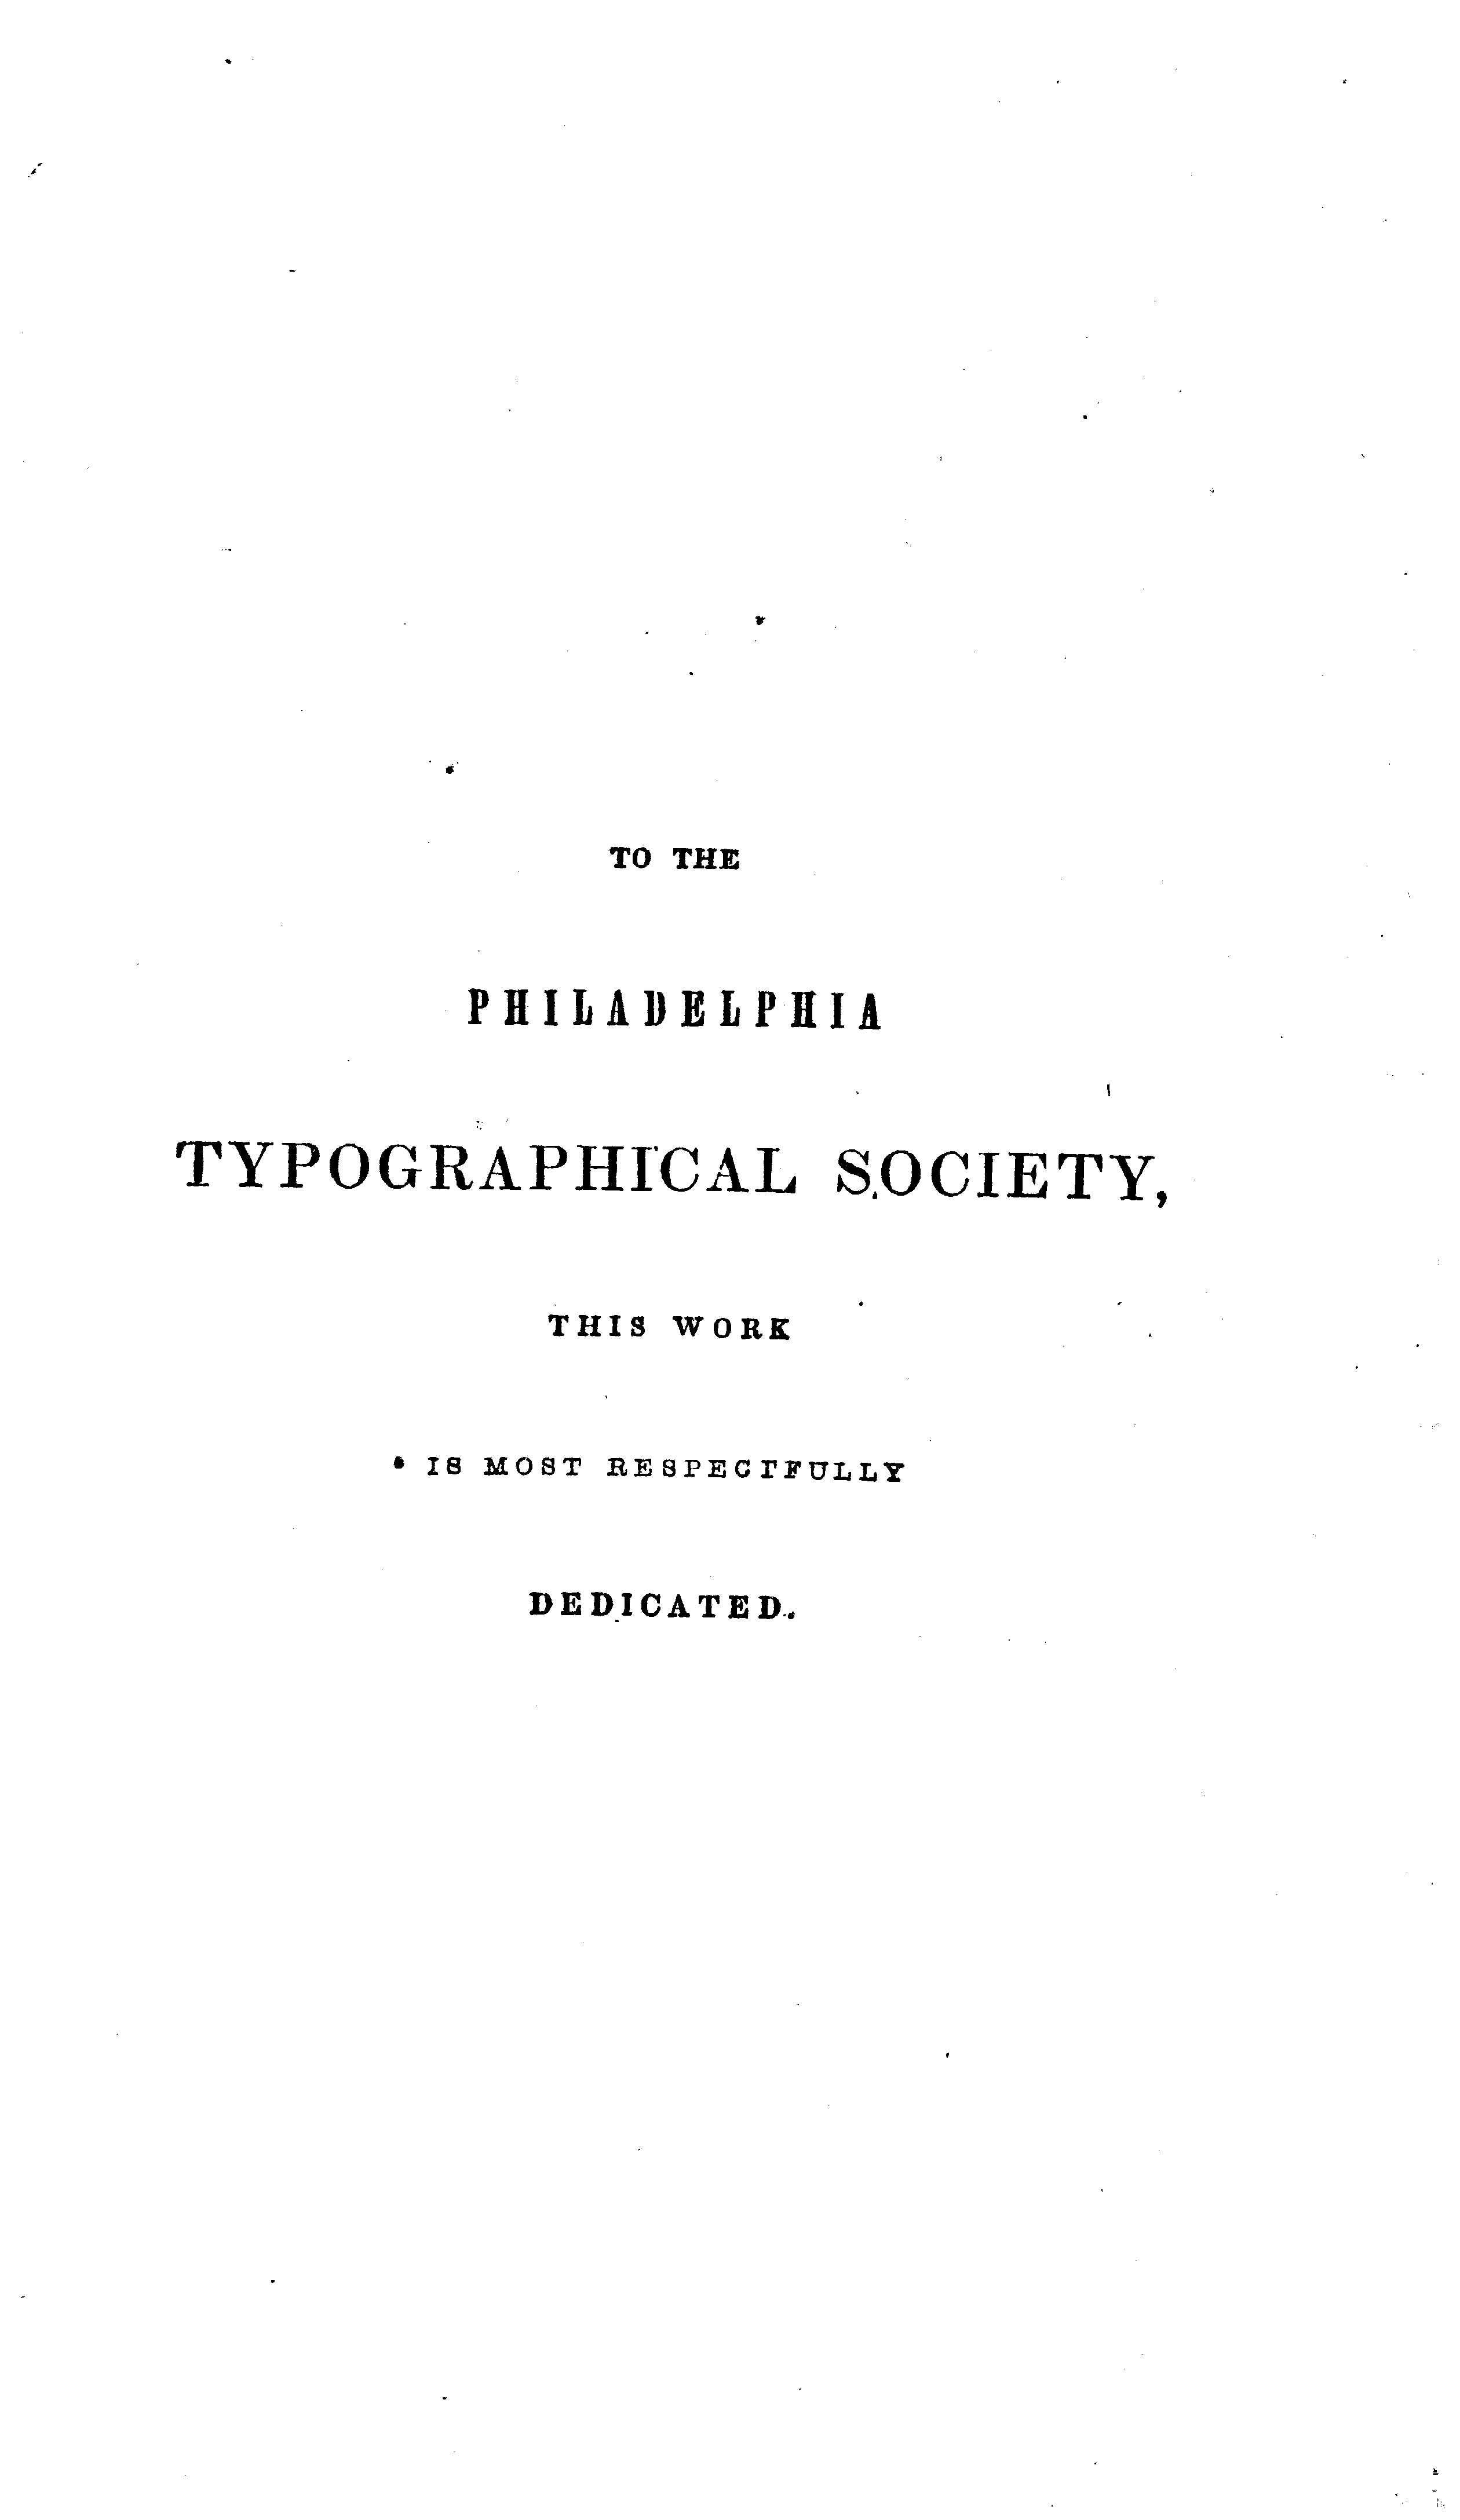 TO THE
PHILADELPHIA
TYPOGRAPHICAL SOCIETY,
THIS WORK
IS MOST RESPECTFULLY
DEDICATED.